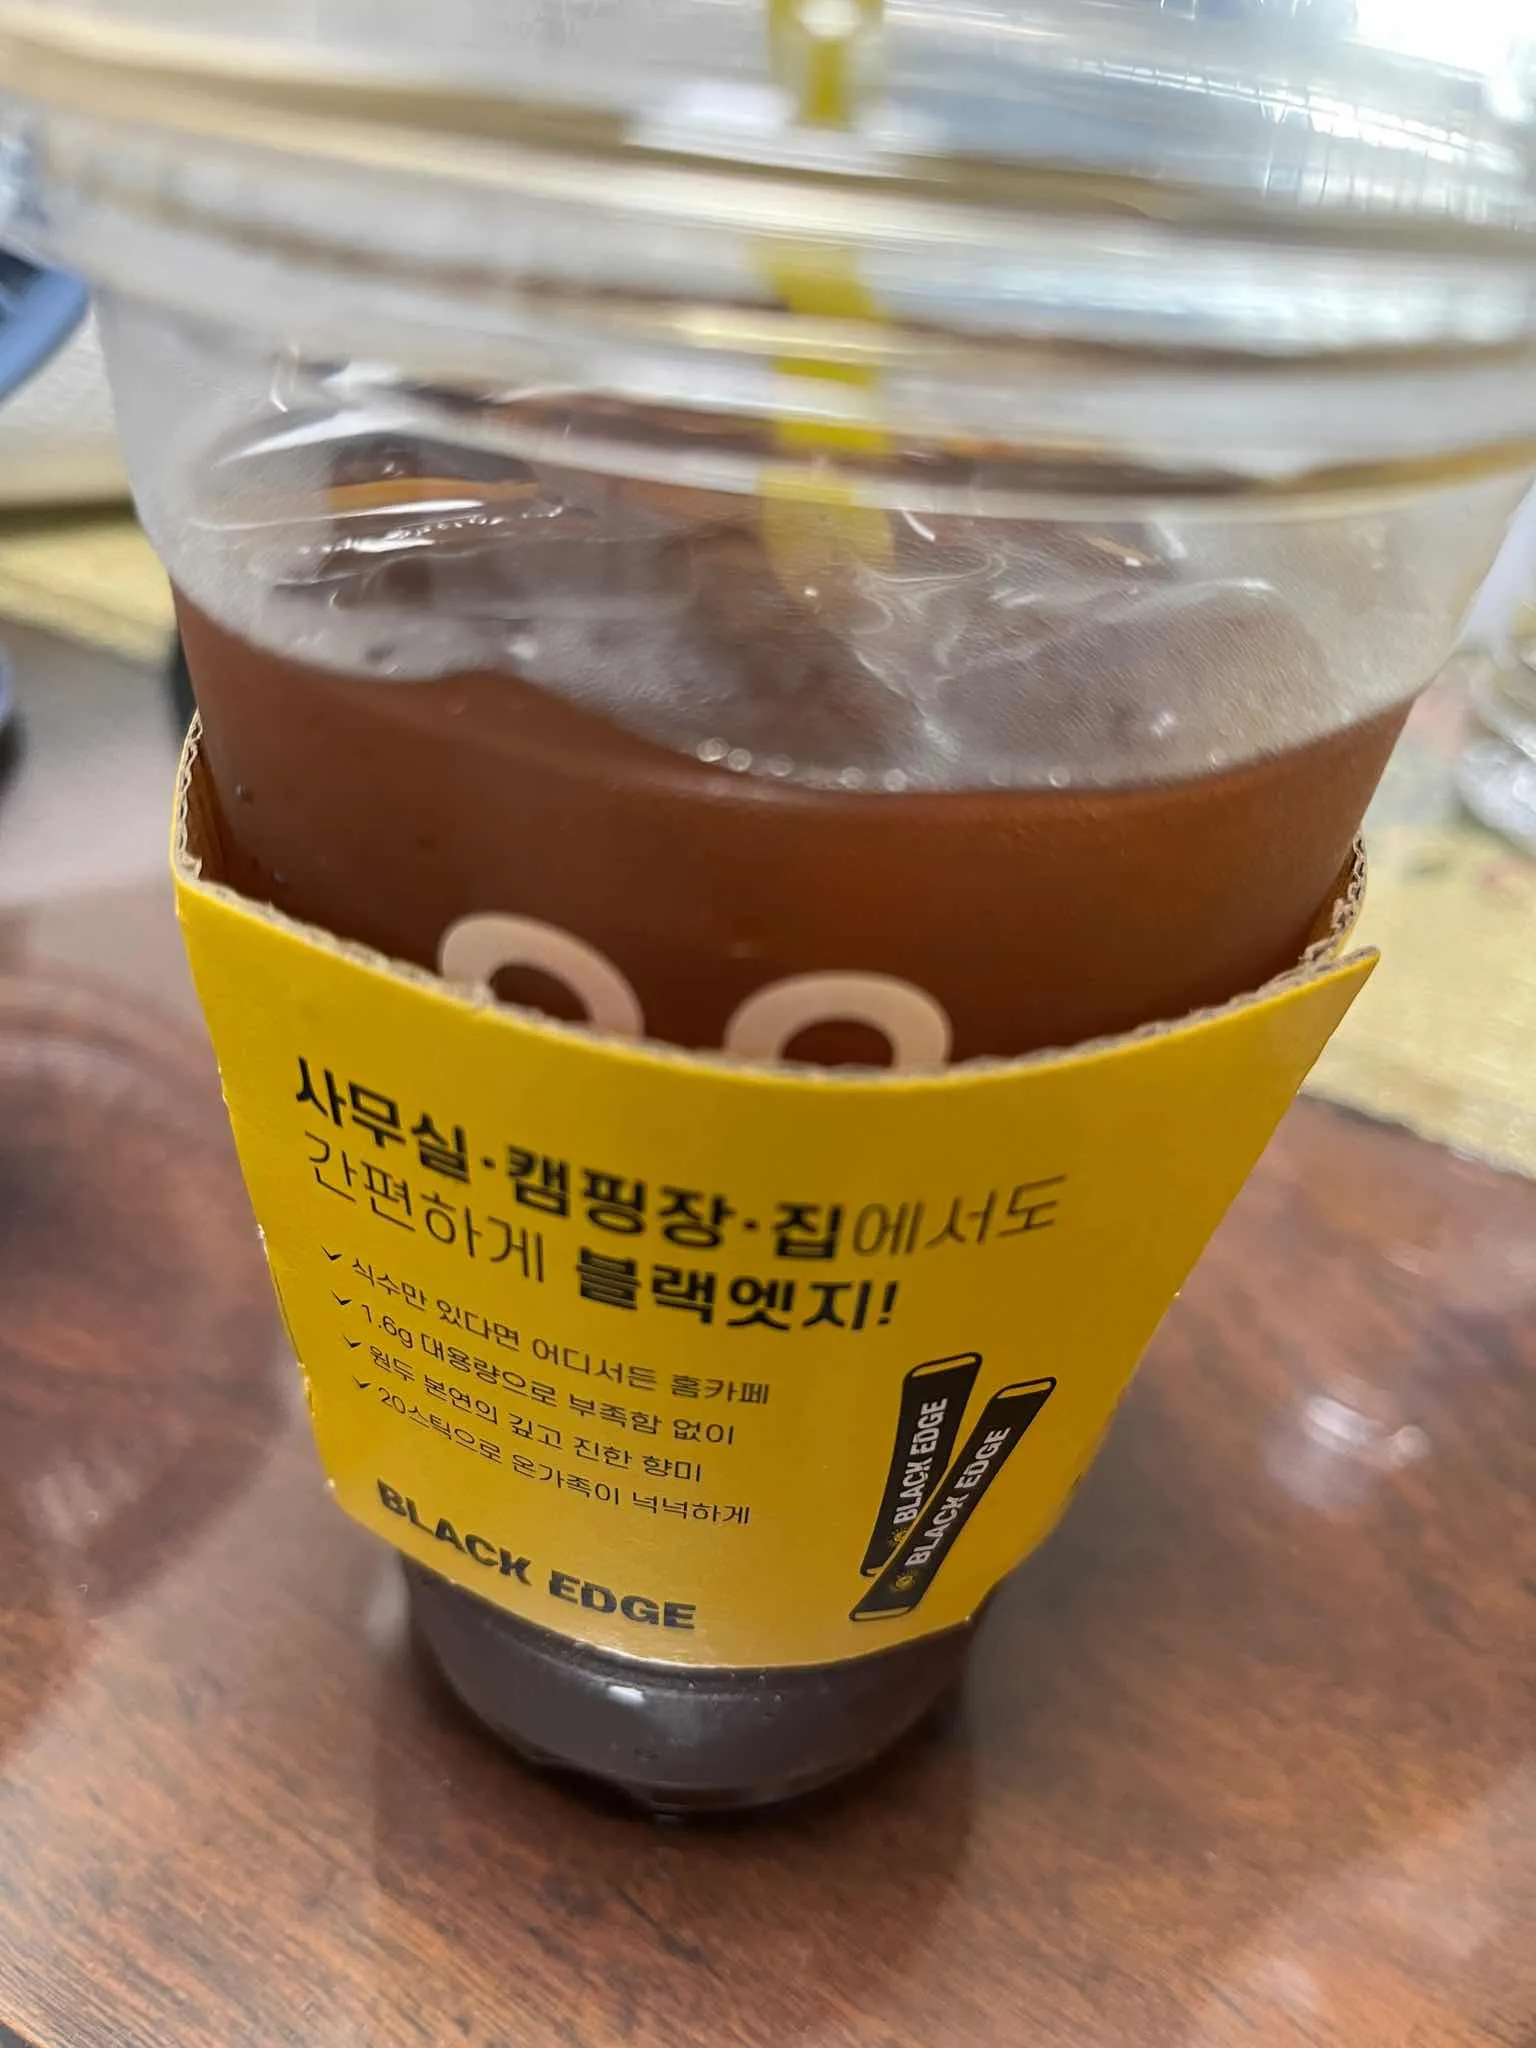 사무실·캠핑장·집에서도
간편하게 블랙엣지!
식수만 있다면 어디서든 홈카페
1.6g 대용량으로 부족함 없이
원두 본연의 깊고 진한 향미
20스틱으로 온가족이 넉넉하게
BLACK EDGE
BLACK EDGE
BLACK EDGE